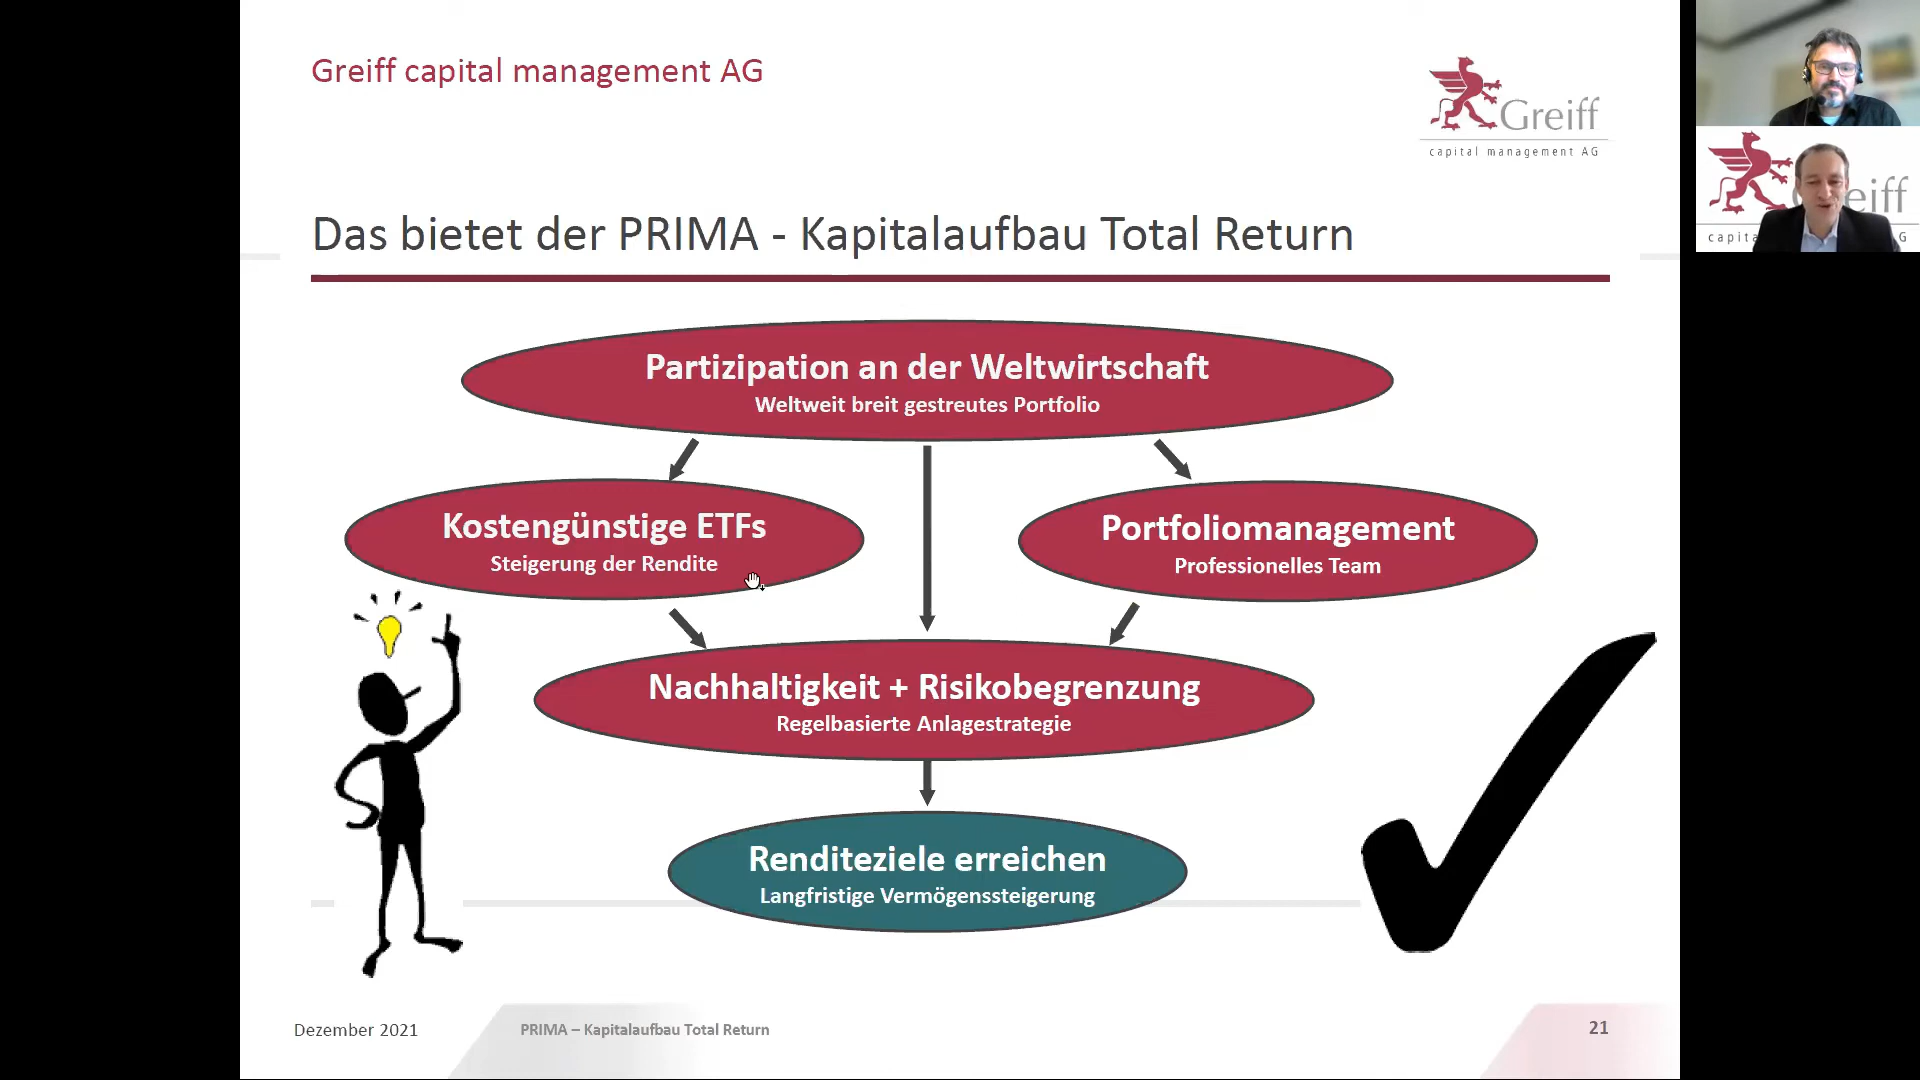 Greiff capital management AG
Greiff
capital management AG
eiff
capita
G
Das bietet der PRIMA - Kapitalaufbau Total Return
Partizipation an der Weltwirtschaft
Weltweit breit gestreutes Portfolio
Kostengünstige ETFs
Steigerung der Rendite
Portfoliomanagement
Professionelles Team
Nachhaltigkeit + Risikobegrenzung
Regelbasierte Anlagestrategie
Renditeziele erreichen
Langfristige Vermögenssteigerung
Dezember 2021
PRIMA – Kapitalaufbau Total Return
21